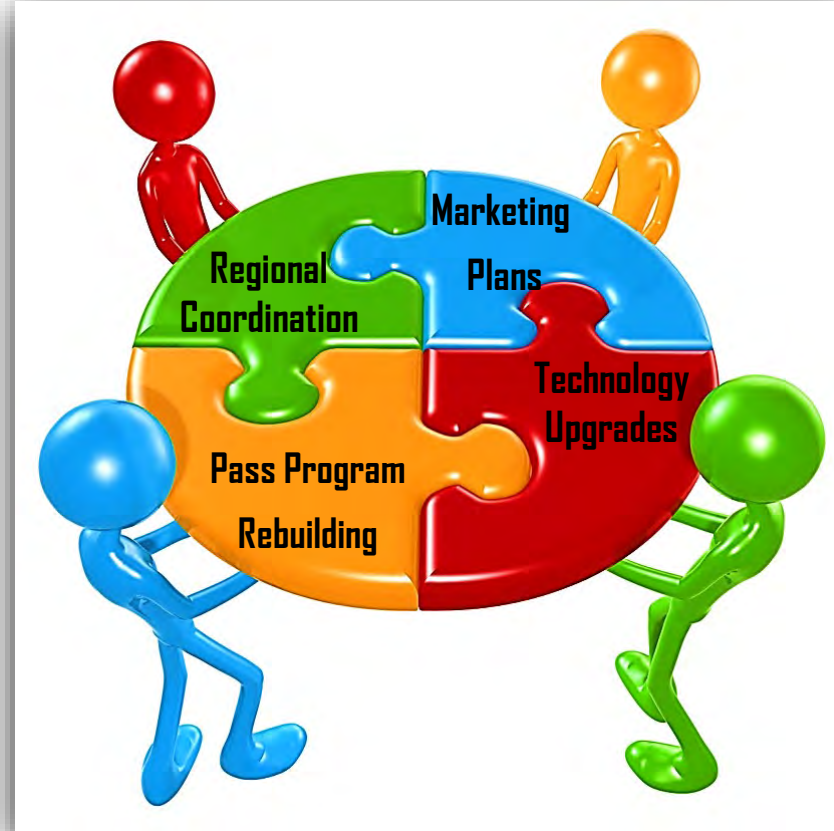 Regional
Coordination
Marketing
Plans
Pass Program
Rebuilding
Technology
Upgrades